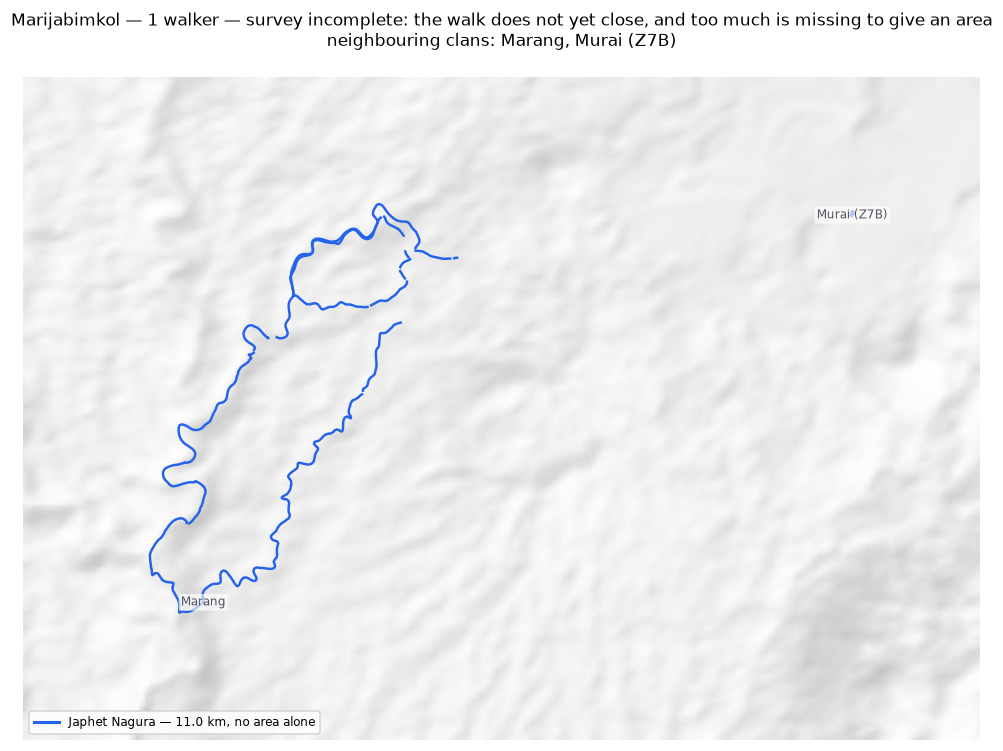 Marijabimkol — 1 walker — survey incomplete: the walk does not yet close, and too much is missing to give an area
neighbouring clans: Marang, Murai (Z7B)
Murai (Z7B)
Marang
Japhet Nagura — 11.0 km, no area alone